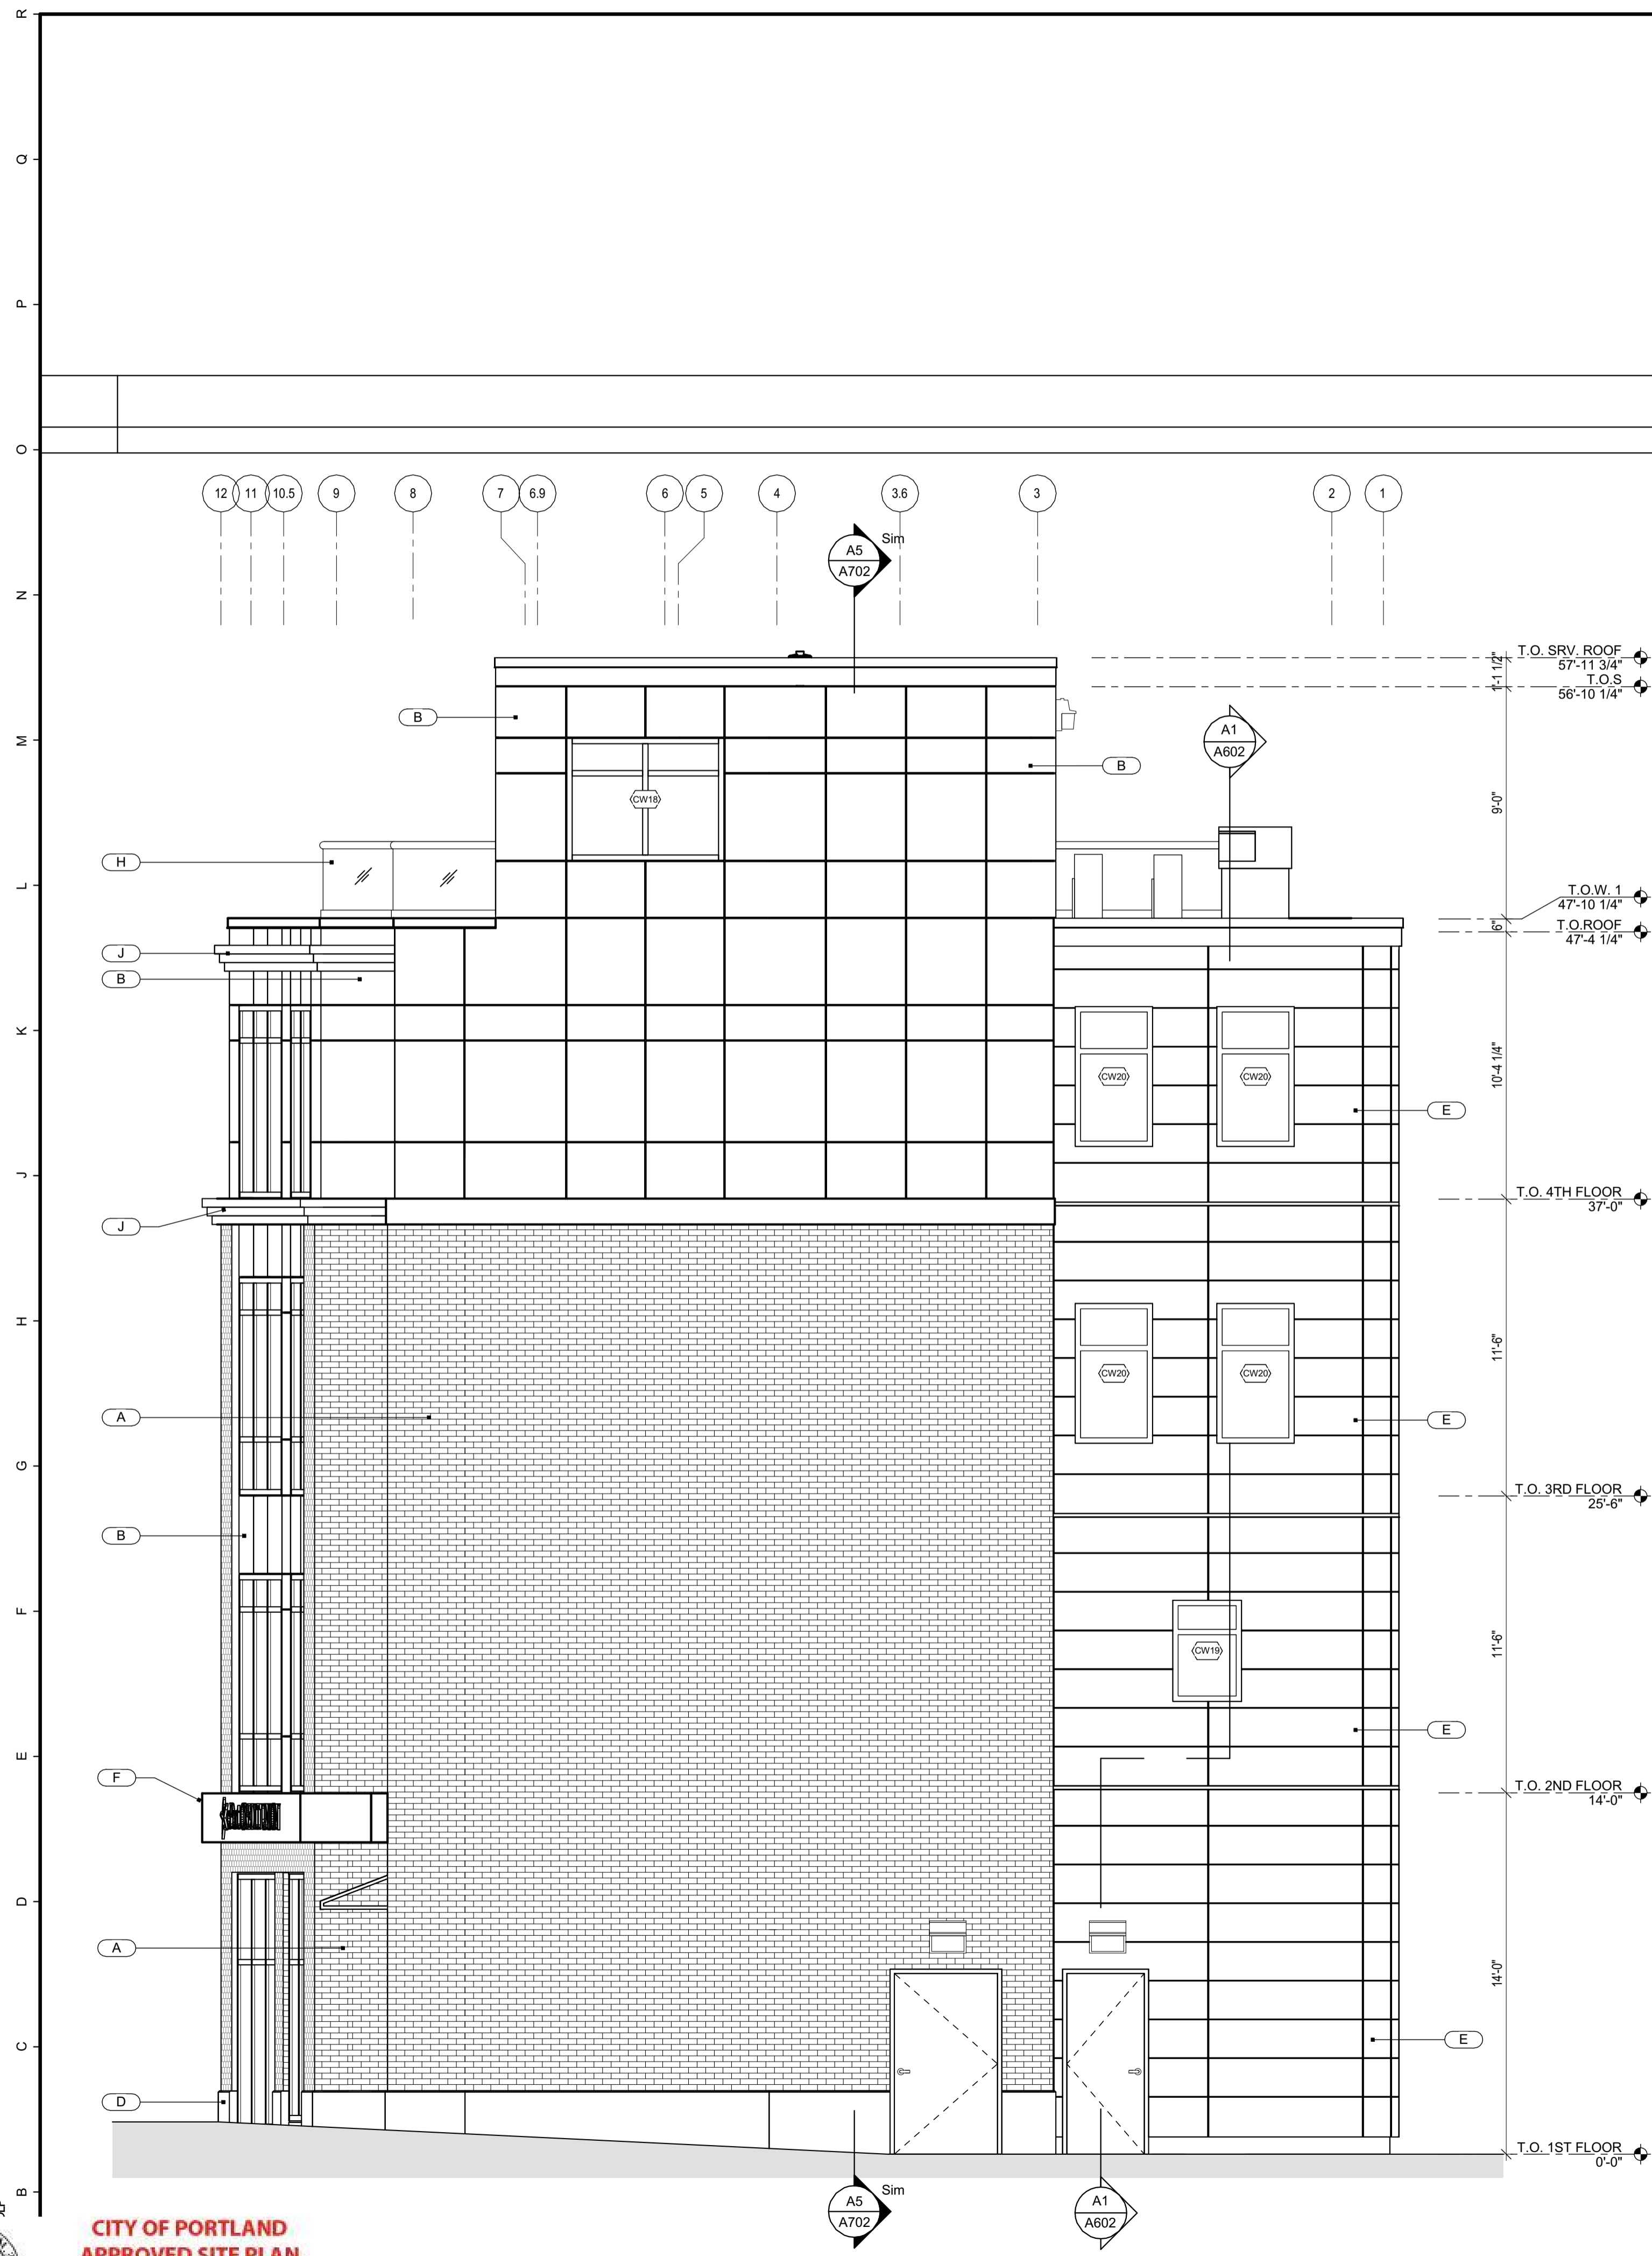 R
Q
P
O
N
M
L
K
J
H
G
F
E
D
C
B
12
11
10.5
9
8
7
6.9
6
5
4
3.6
3
2
1
A5
A702
Sim
T.O. SRV. ROOF
57'-11 3/4"
1'-1 1/2"
T.O.S
56'-10 1/4"
B
A1
A602
B
CW18
9'-0"
H
T.O.W. 1
47'-10 1/4"
6"
T.O.ROOF
47'-4 1/4"
J
B
CW20
CW20
10'-4 1/4"
E
T.O. 4TH FLOOR
37'-0"
J
11'-6"
CW20
CW20
A
E
T.O. 3RD FLOOR
25'-6"
B
11'-6"
CW19
E
F
T.O. 2ND FLOOR
14'-0"
A
14'-0"
E
D
T.O. 1ST FLOOR
0'-0"
A5
A702
Sim
A1
A602
CITY OF PORTLAND
APPROVED SITE PLAN